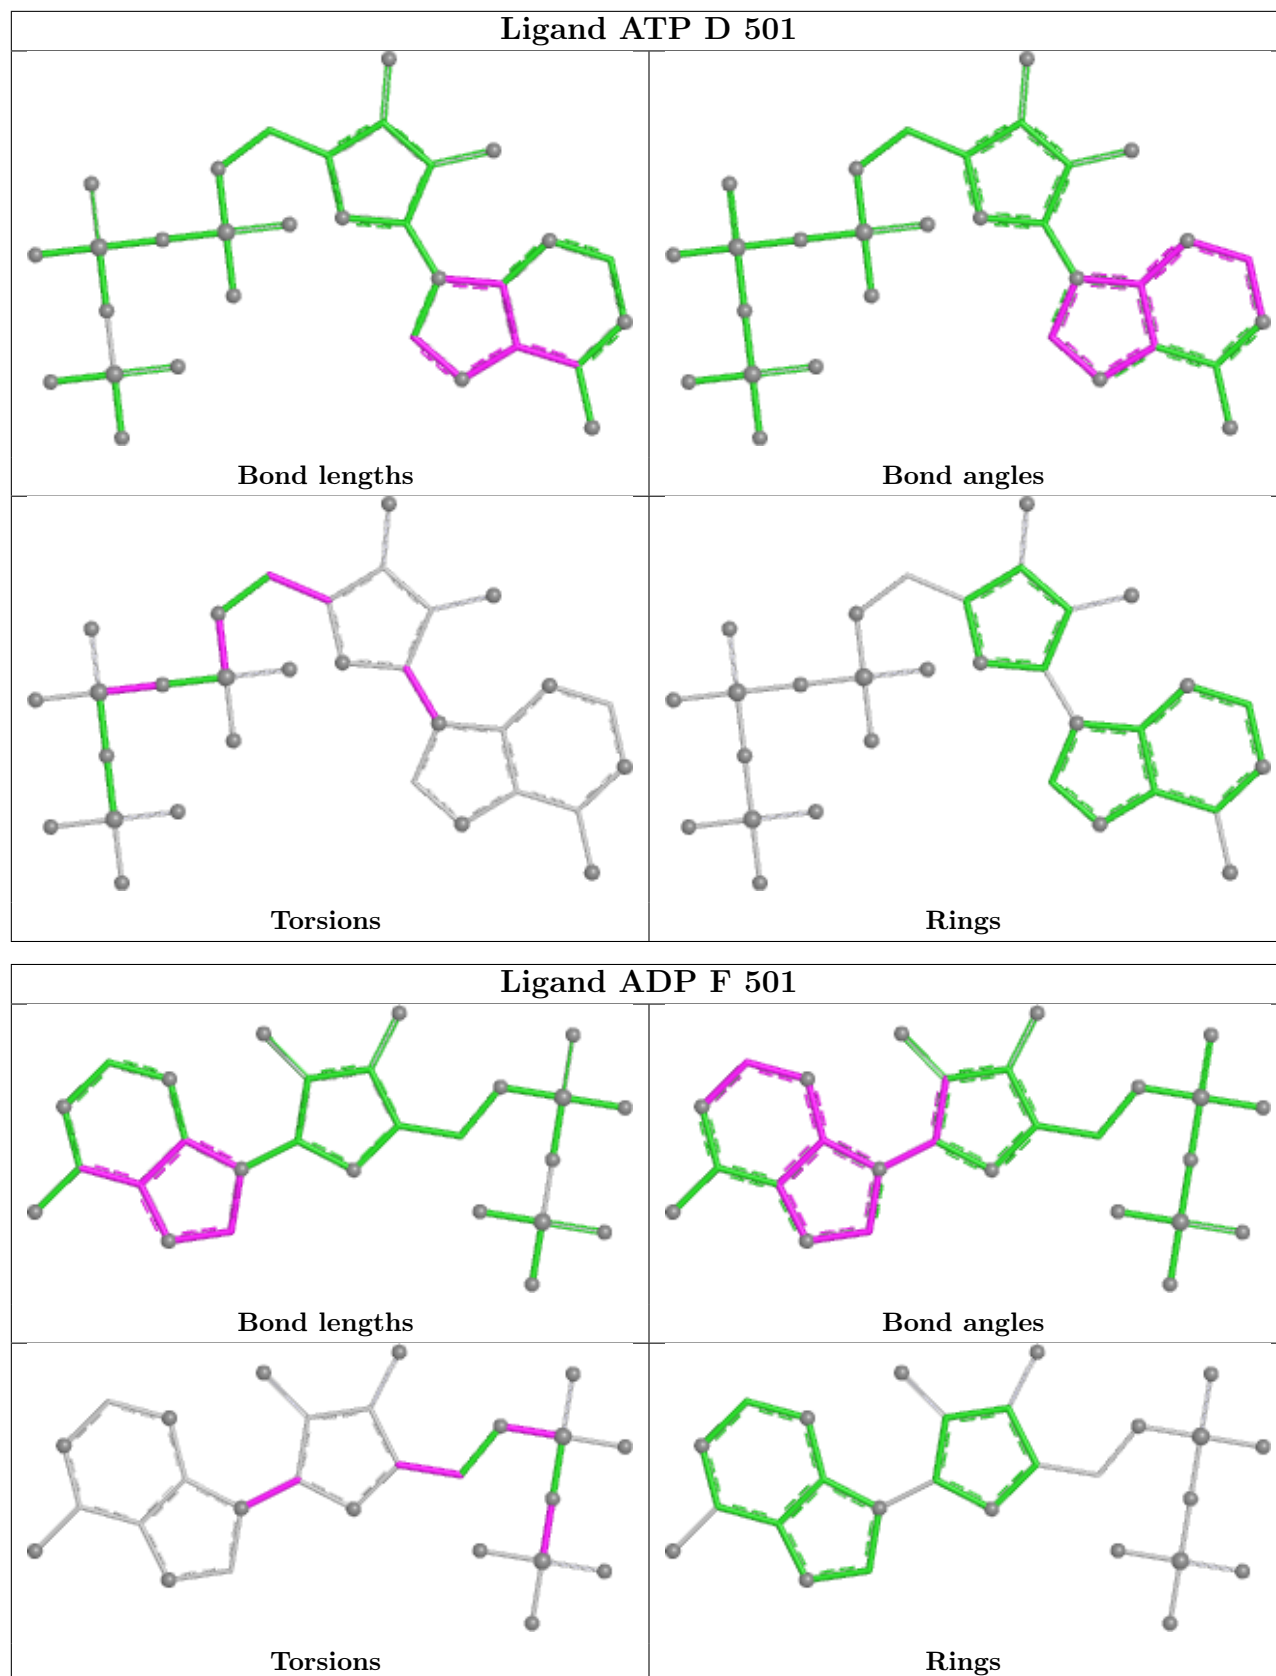 Ligand ATP D 501
Bond lengths
Bond angles
Torsions
Rings
Ligand ADP F 501
Bond lengths
Bond angles
Torsions
Rings